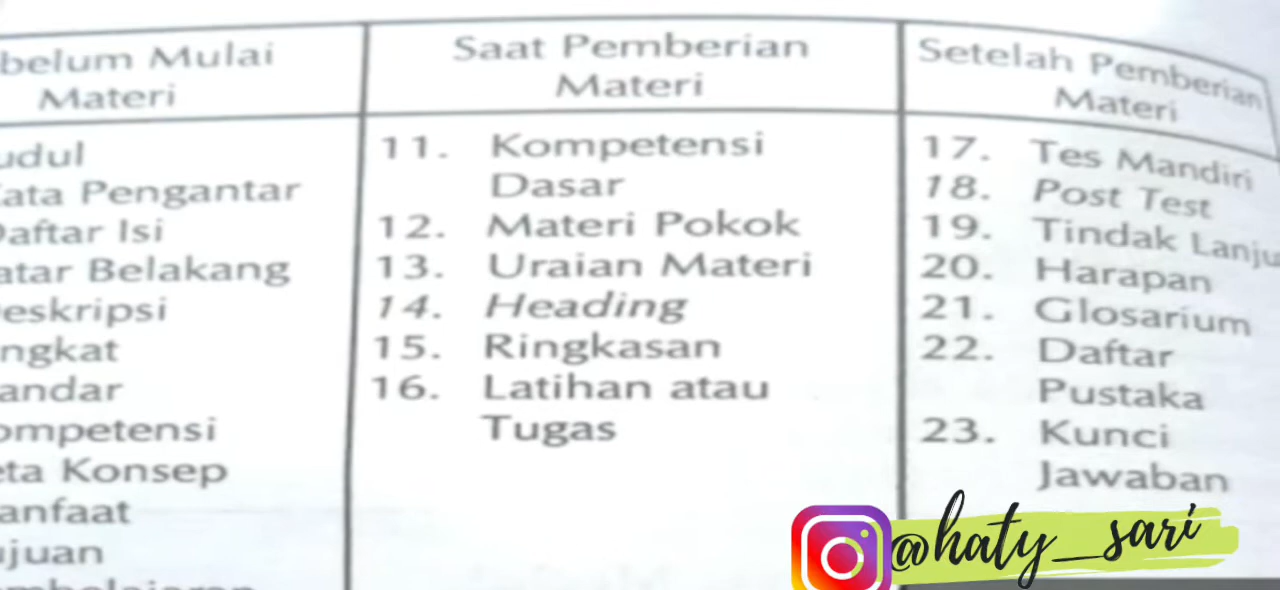 belum Mulai
Materi
udul
ata Pengantar
aftar Isi
atar Belakang
eskripsi
ngkat
andar
ompetensi
eta Konsep
anfaat
ujuan
Saat Pemberian
Materi
11. Kompetensi
Dasar
12. Materi Pokok
13. Uraian Materi
14. Heading
15. Ringkasan
16. Latihan atau
Tugas
Setelah Pemberian
Materi
17. Tes Mandiri
18. Post Test
19. Tindak Lanju
20. Harapan
21. Glosarium
22. Daftar
Pustaka
23. Kunci
Jawaban
@haty_sari